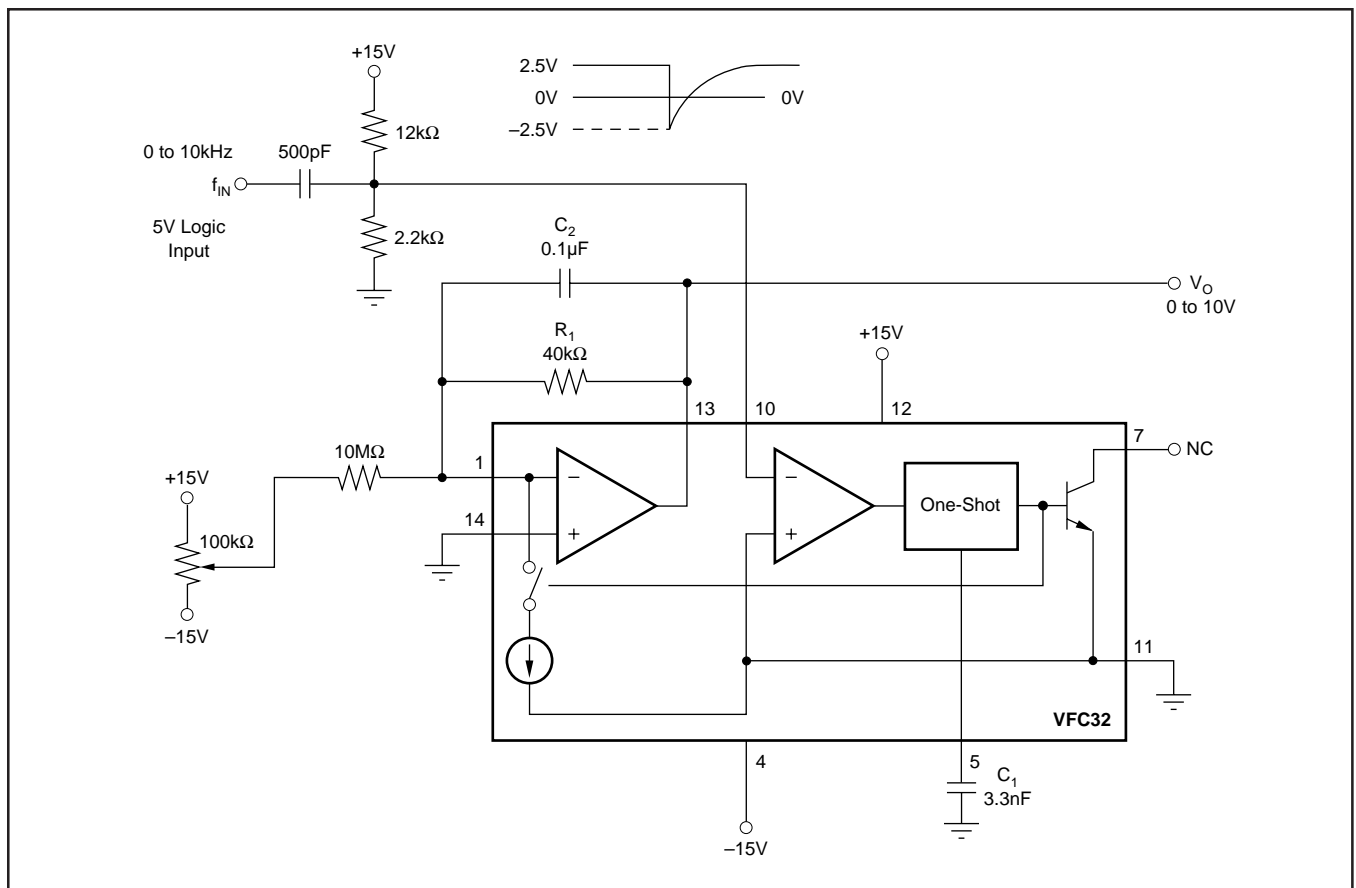 +15V
2.5V
0V
0V
–2.5V
12kΩ
0 to 10kHz
500pF
fIN
5V Logic
Input
2.2kΩ
C2
0.1µF
VO
0 to 10V
R1
40kΩ
+15V
13
10
12
7
NC
10MΩ
1
+15V
–
–
One-Shot
14
+
+
100kΩ
–15V
11
VFC32
4
5
C1
3.3nF
–15V